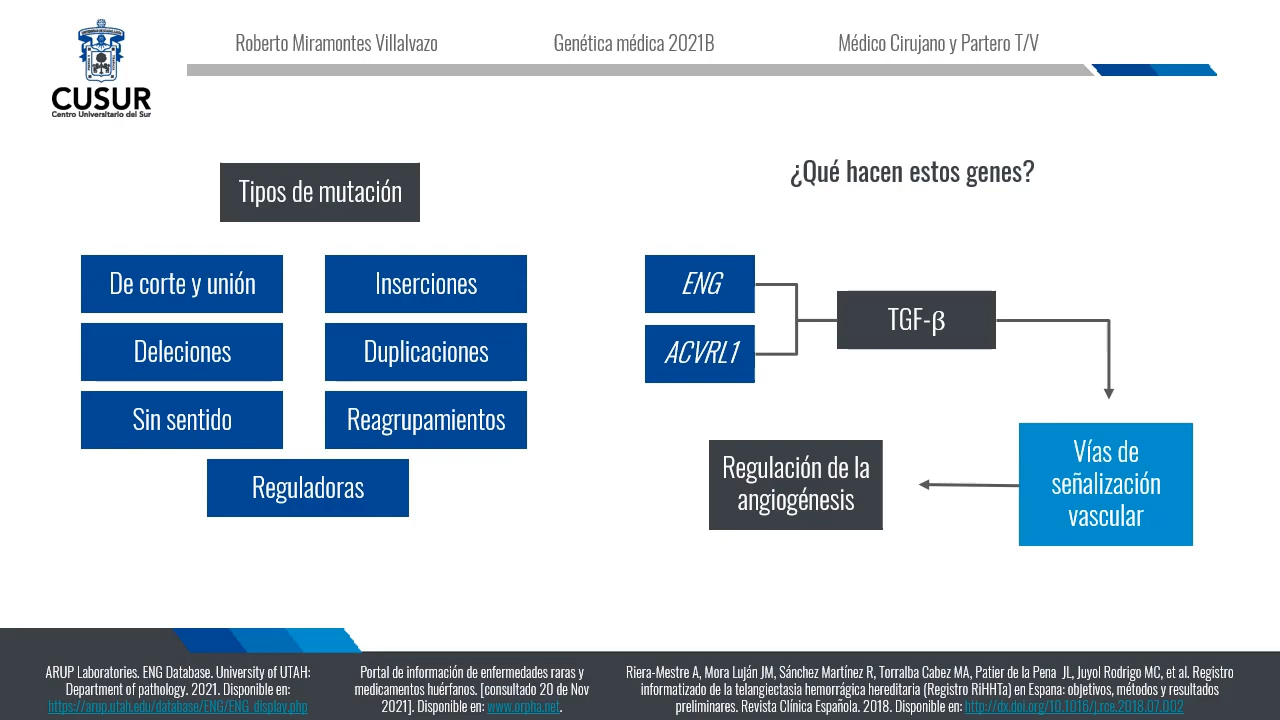 CUSUR
Centro Universitario del Sur
Roberto Miramontes Villalvazo
Genética médica 2021B
Médico Cirujano y Partero T/V
Tipos de mutación
De corte y unión
Inserciones
Deleciones
Duplicaciones
Sin sentido
Reagrupamientos
Reguladoras
¿Qué hacen estos genes?
ENG
ACVRL1
TGF-β
Vías de
señalización
vascular
Regulación de la
angiogénesis
ARUP Laboratories. ENG Database. University of UTAH:
Department of pathology. 2021. Disponible en:
https://arup.utah.edu/database/ENG/ENG_display.php
Portal de información de enfermedades raras y
medicamentos huérfanos. [consultado 20 de Nov
2021]. Disponible en: www.orpha.net.
Riera-Mestre A, Mora Luján JM, Sánchez Martínez R, Torralba Cabez MA, Patier de la Pena JL, Juyol Rodrigo MC, et al. Registro
informatizado de la telangiectasia hemorrágica hereditaria (Registro RiHHTa) en Espana: objetivos, métodos y resultados
preliminares. Revista Clínica Española. 2018. Disponible en: http://dx.doi.org/10.1016/j.rce.2018.07.002